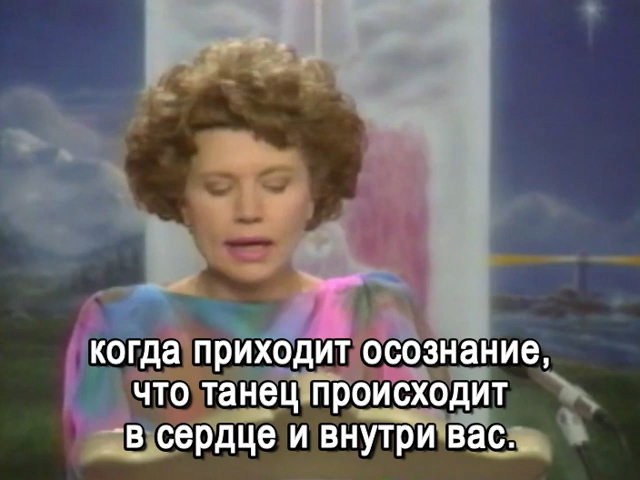 когда приходит осознание,
что танец происходит
в сердце и внутри вас.